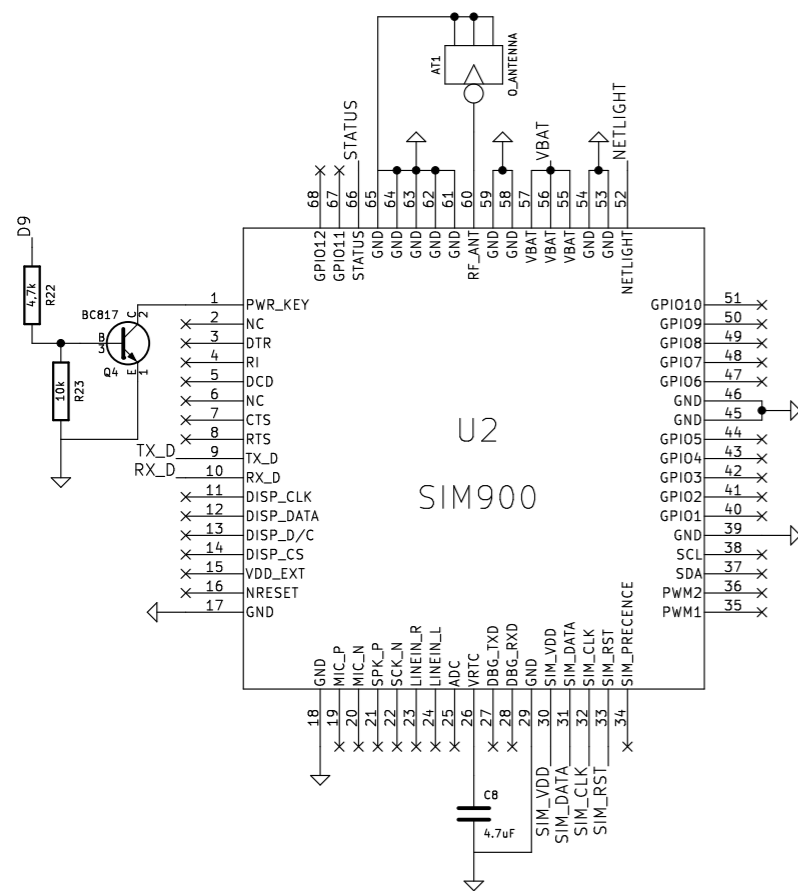 AT1
O_ANTENNA
STATUS
VBAT
NETLIGHT
68
67
66
65
64
63
62
61
60
59
58
57
56
55
54
53
52
GPIO12
GPIO11
STATUS
GND
GND
GND
GND
GND
RF_ANT
GND
GND
VBAT
VBAT
VBAT
GND
GND
NETLIGHT
D9
4.7k
R22
BC817
C
2
B
3
Q4
E
1
10k
R23
TX_D
RX_D
1 PWR_KEY
2 NC
3 DTR
4 RI
5 DCD
6 NC
7 CTS
8 RTS
9 TX_D
10 RX_D
11 DISP_CLK
12 DISP_DATA
13 DISP_D/C
14 DISP_CS
15 VDD_EXT
16 NRESET
17 GND
U2
SIM900
GPIO10 51
GPIO9 50
GPIO8 49
GPIO7 48
GPIO6 47
GND 46
GND 45
GPIO5 44
GPIO4 43
GPIO3 42
GPIO2 41
GPIO1 40
GND 39
SCL 38
SDA 37
PWM2 36
PWM1 35
GND
MIC_P
MIC_N
SPK_P
SCK_N
LINEIN_R
LINEIN_L
ADC
VRTC
DBG_TXD
DBG_RXD
GND
SIM_VDD
SIM_DATA
SIM_CLK
SIM_RST
SIM_PRECENCE
18
19
20
21
22
23
24
25
26
27
28
29
30
31
32
33
34
SIM_VDD
SIM_DATA
SIM_CLK
SIM_RST
C8
4.7uF